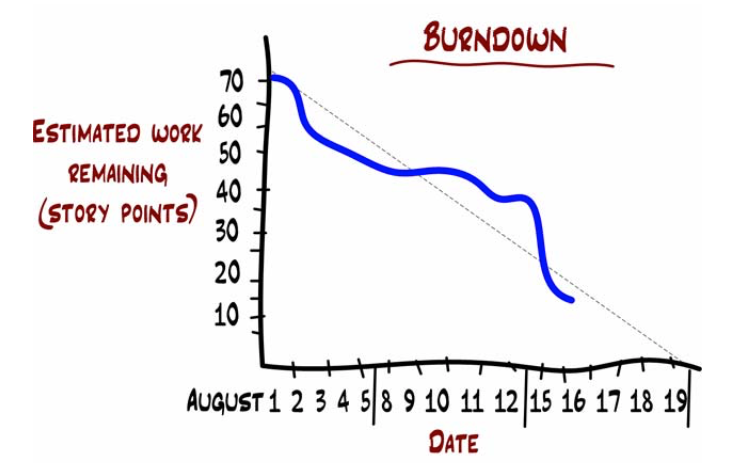 BURNDOWN
ESTIMATED WORK
REMAINING
(STORY POINTS)
70
60
50
40
30
20
10
AUGUST 1 2 3 4 5 8 9 10 11 12 15 16 17 18 19
DATE